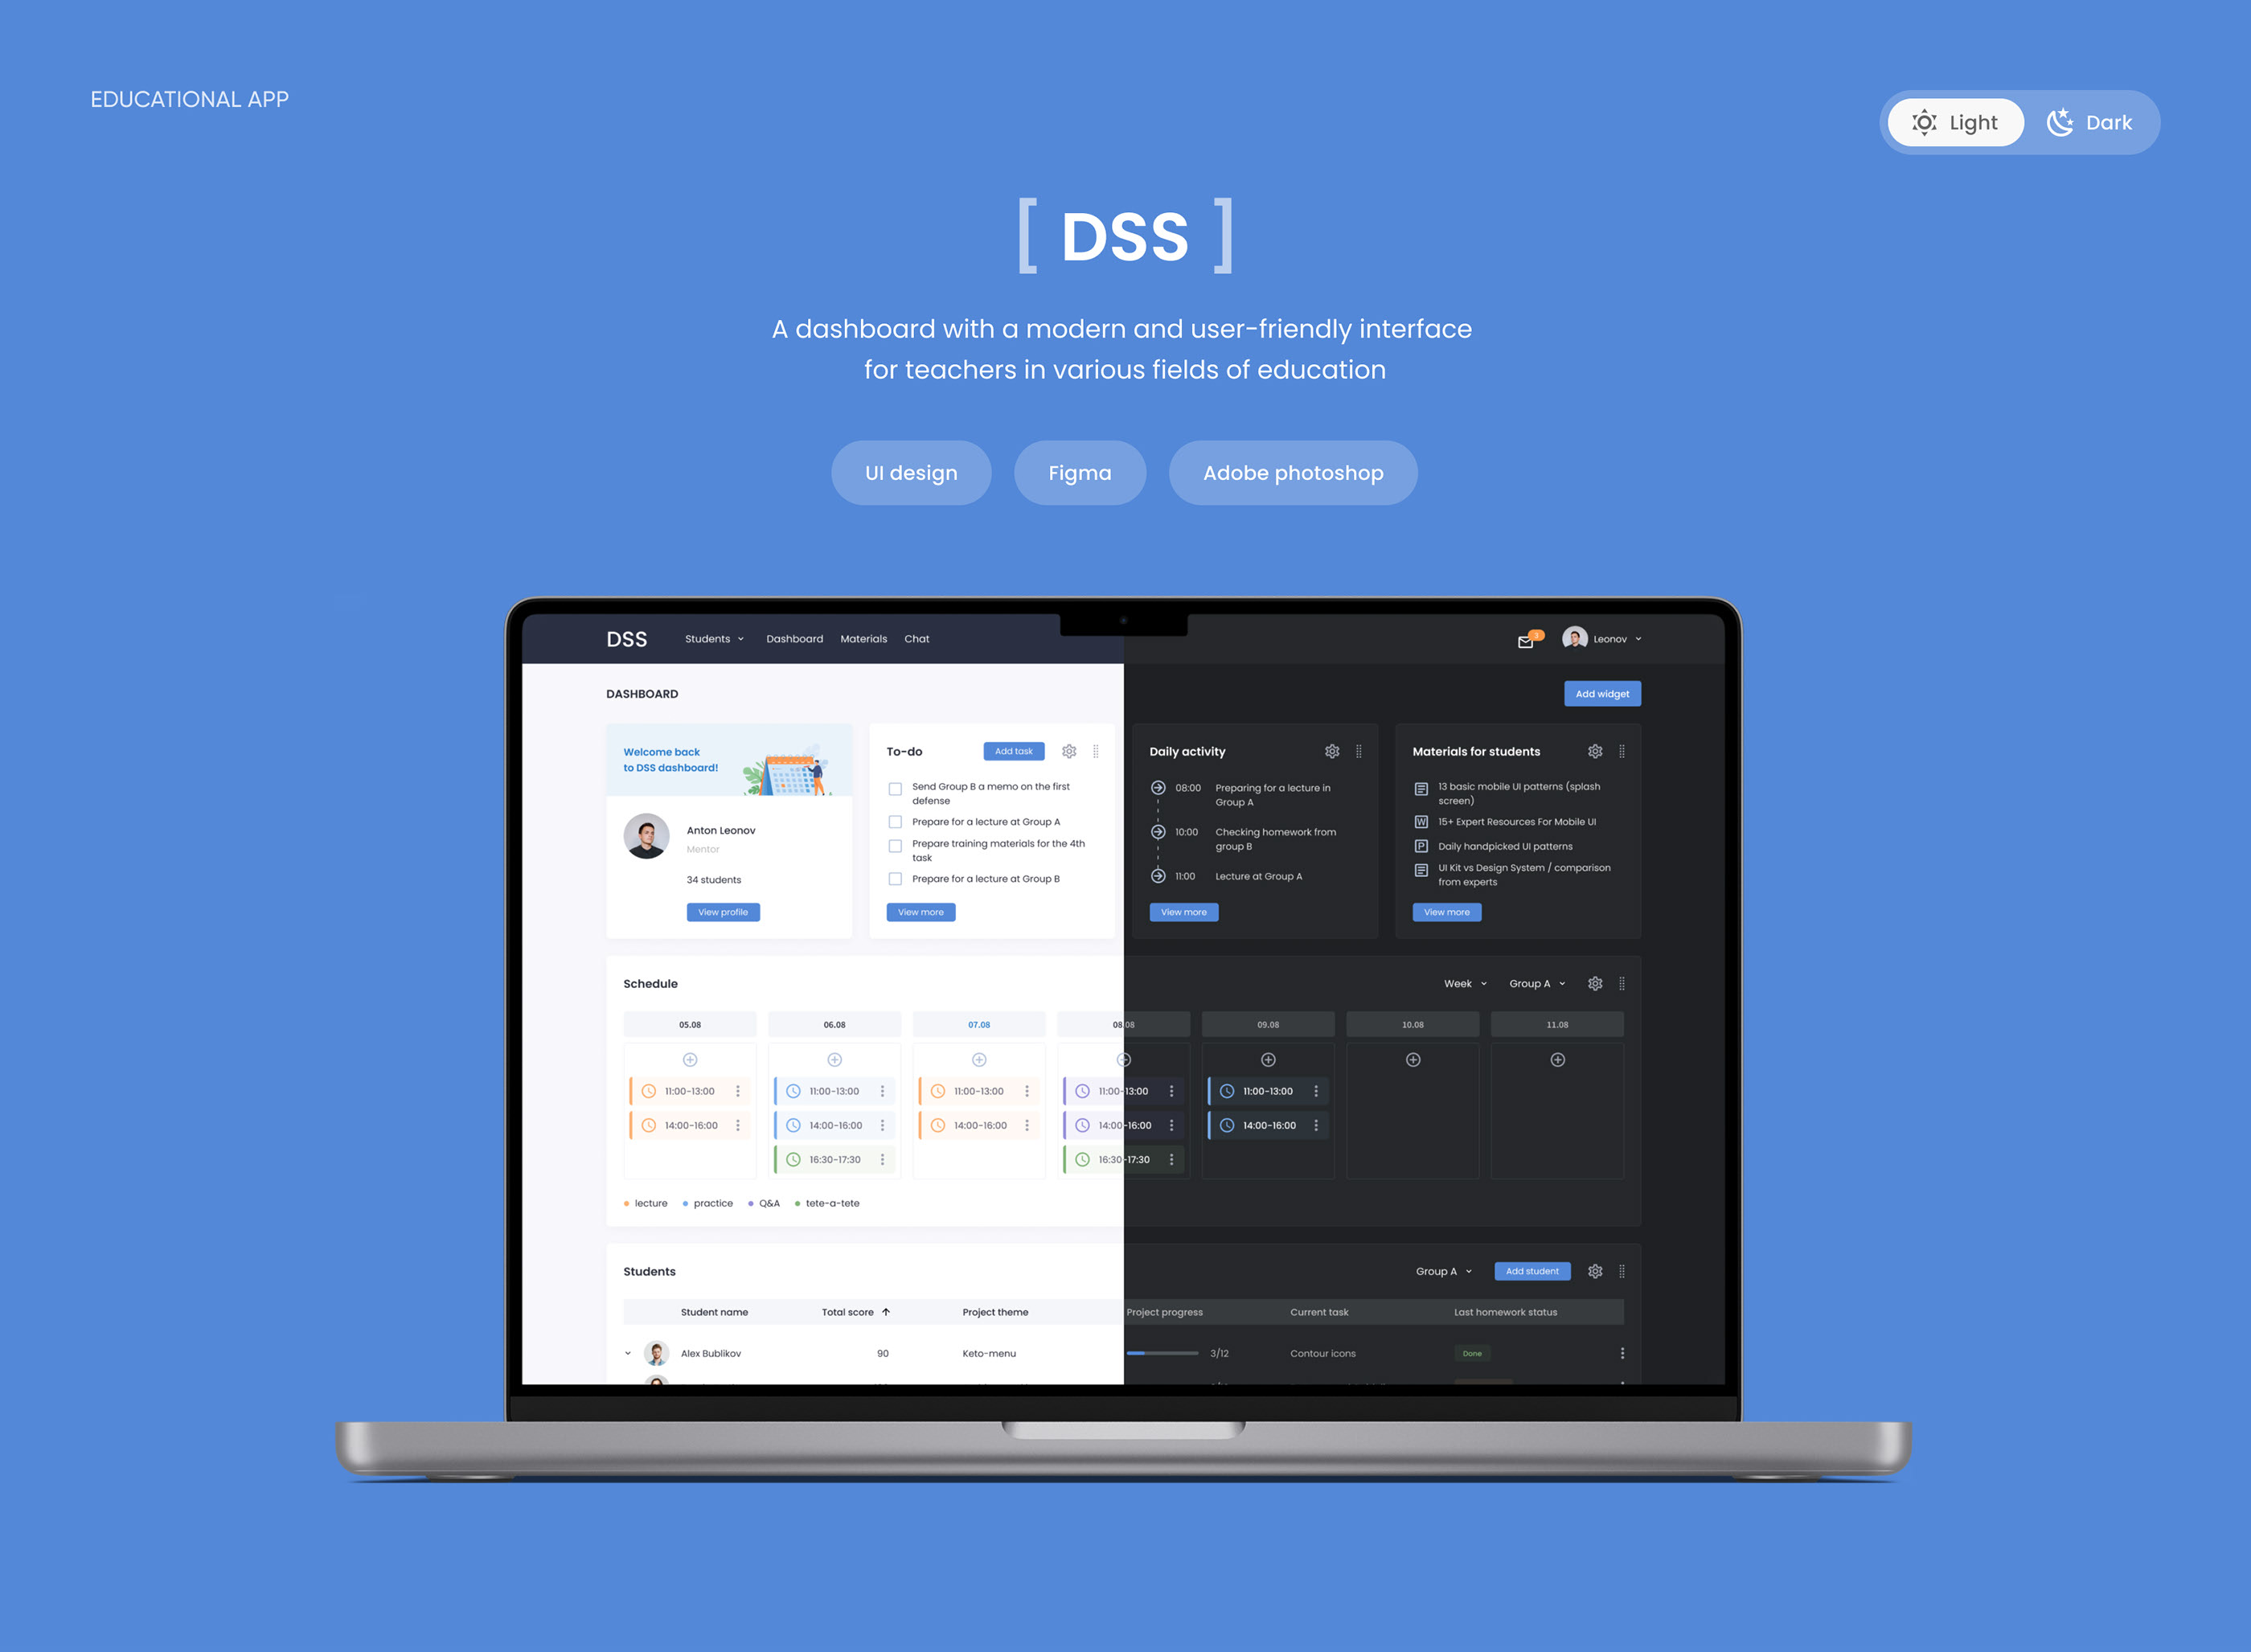 EDUCATIONAL APP
Light
Dark
[ DSS ]
A dashboard with a modern and user-friendly interface
for teachers in various fields of education
UI design
Figma
Adobe photoshop
DSS
Students
Dashboard
Materials
Chat
3
Leonov
DASHBOARD
Add widget
Welcome back
to DSS dashboard!
Anton Leonov
Mentor
34 students
View profile
To-do
Add task
Send Group B a memo on the first
defense
Prepare for a lecture at Group A
Prepare training materials for the 4th
task
Prepare for a lecture at Group B
View more
Daily activity
08:00
Preparing for a lecture in
Group A
10:00
Checking homework from
group B
11:00
Lecture at Group A
View more
Materials for students
13 basic mobile UI patterns (splash
screen)
W
15+ Expert Resources For Mobile UI
P
Daily handpicked UI patterns
UI Kit vs Design System / comparison
from experts
View more
Schedule
Week
Group A
05.08
11:00-13:00
14:00-16:00
06.08
11:00-13:00
14:00-16:00
16:30-17:30
07.08
11:00-13:00
14:00-16:00
08.08
11:00-13:00
14:00-16:00
16:30-17:30
09.08
11:00-13:00
14:00-16:00
10.08
11.08
lecture
practice
Q&A
tete-a-tete
Students
Group A
Add student
Student name
Total score
Project theme
Project progress
Current task
Last homework status
Alex Bublikov
90
Keto-menu
3/12
Contour icons
Done